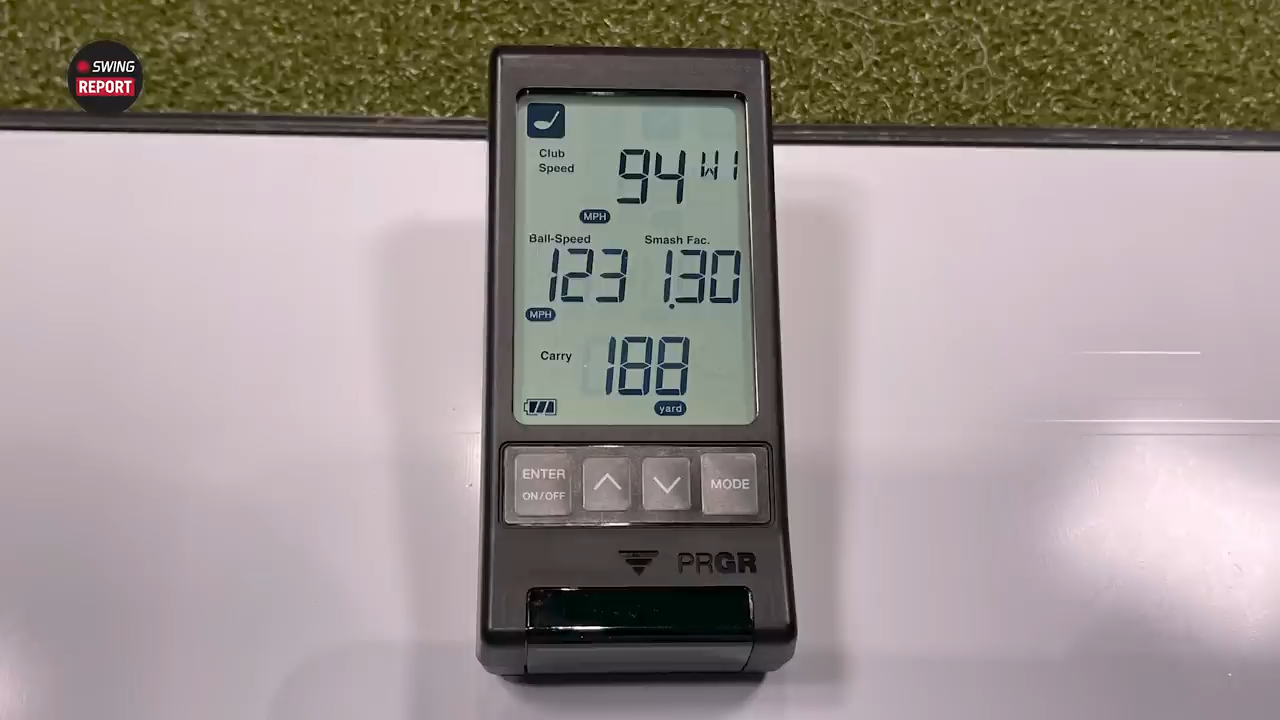 SWING
REPORT
Club
Speed
94 W1
MPH
Ball-Speed Smash Fac.
123 1.30
MPH
Carry
188
yard
ENTER
ON/OFF
MODE
PRGR